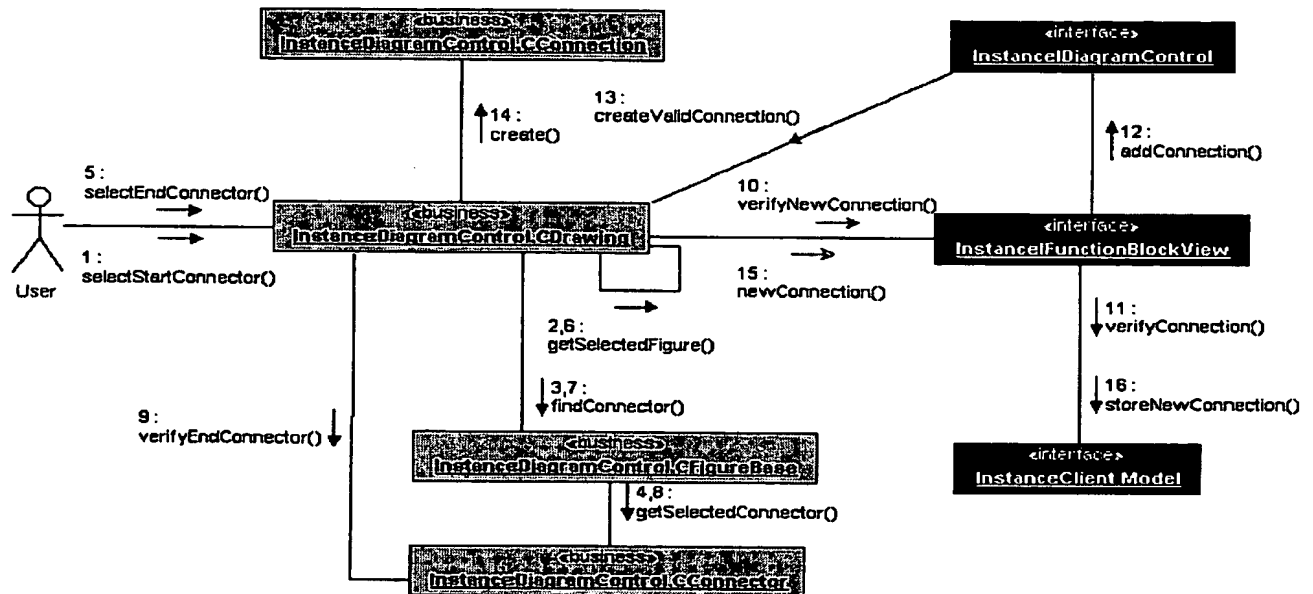 «business»
InstanceDiagramControl.CConnection
«interface»
InstanceIDiagramControl
14 :
create()
13 :
createValidConnection()
12 :
addConnection()
5 :
selectEndConnector()
1 :
selectStartConnector()
User
«business»
InstanceDiagramControl.CDrawing
10 :
verifyNewConnection()
15 :
newConnection()
«interface»
InstanceIFunctionBlockView
2,6 :
getSelectedFigure()
3,7 :
findConnector()
11 :
verifyConnection()
16 :
storeNewConnection()
9 :
verifyEndConnector()
«business»
InstanceDiagramControl.CFigureBase
«interface»
InstanceClient Model
4,8 :
getSelectedConnector()
«business»
InstanceDiagramControl.CConnector